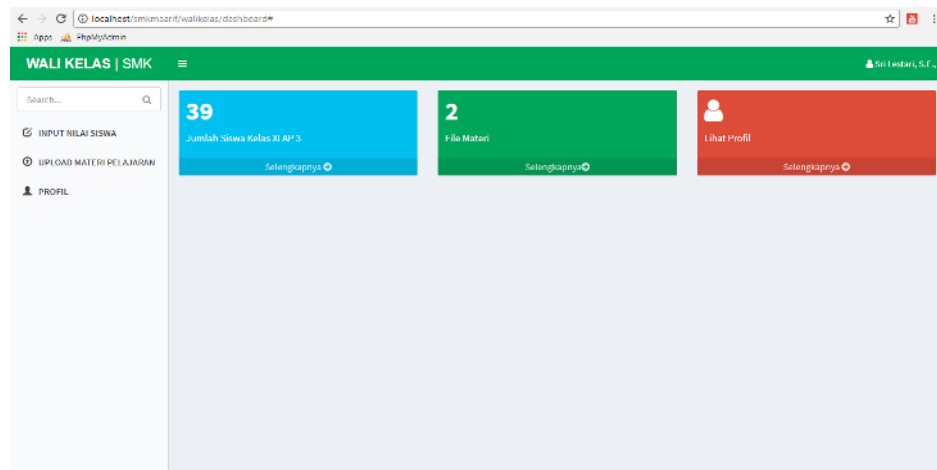 localhost/smkmaarif/walikelas/dashboard#
Apps PhpMyAdmin
WALI KELAS | SMK
Sri Lestari, S.E.,
Search...
INPUT NILAI SISWA
UPLOAD MATERI PELAJARAN
PROFIL
39
Jumlah Siswa Kelas XI AP 3
Selengkapnya
2
File Materi
Selengkapnya
Lihat Profil
Selengkapnya